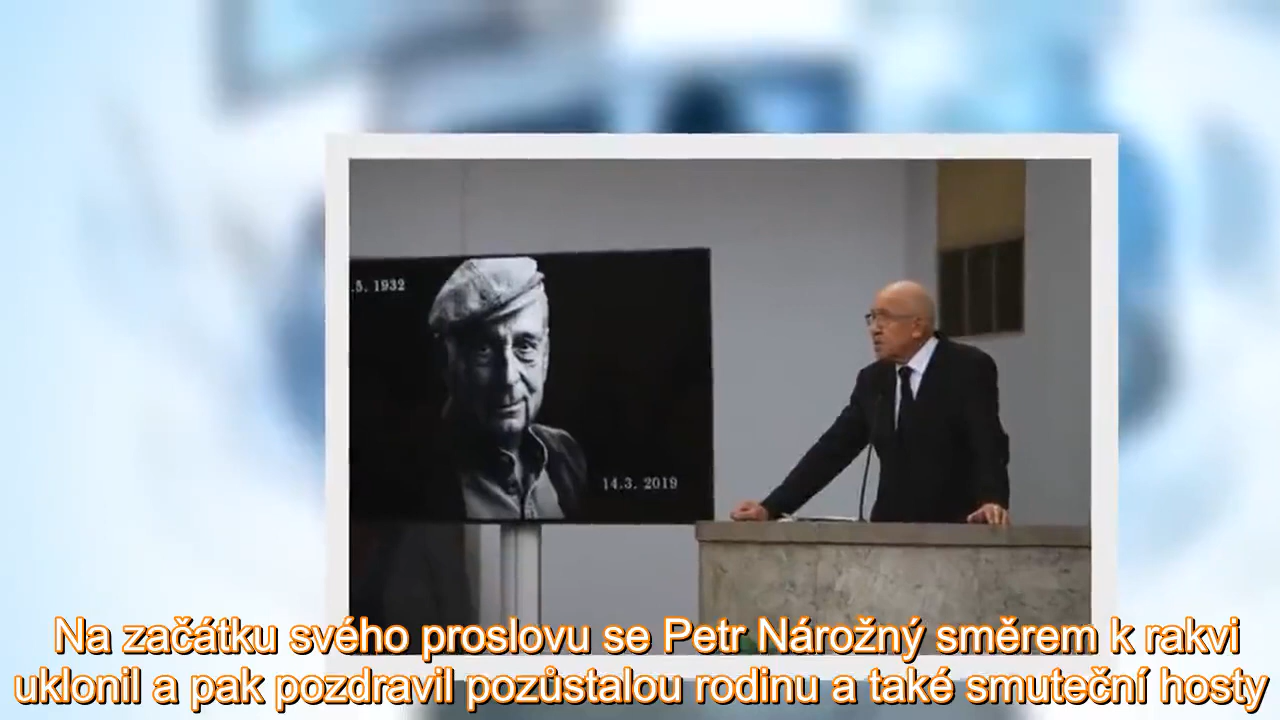 .5. 1932
14.3. 2019
Na začátku svého proslovu se Petr Nárožný směrem k rakvi
uklonil a pak pozdravil pozůstalou rodinu a také smuteční hosty